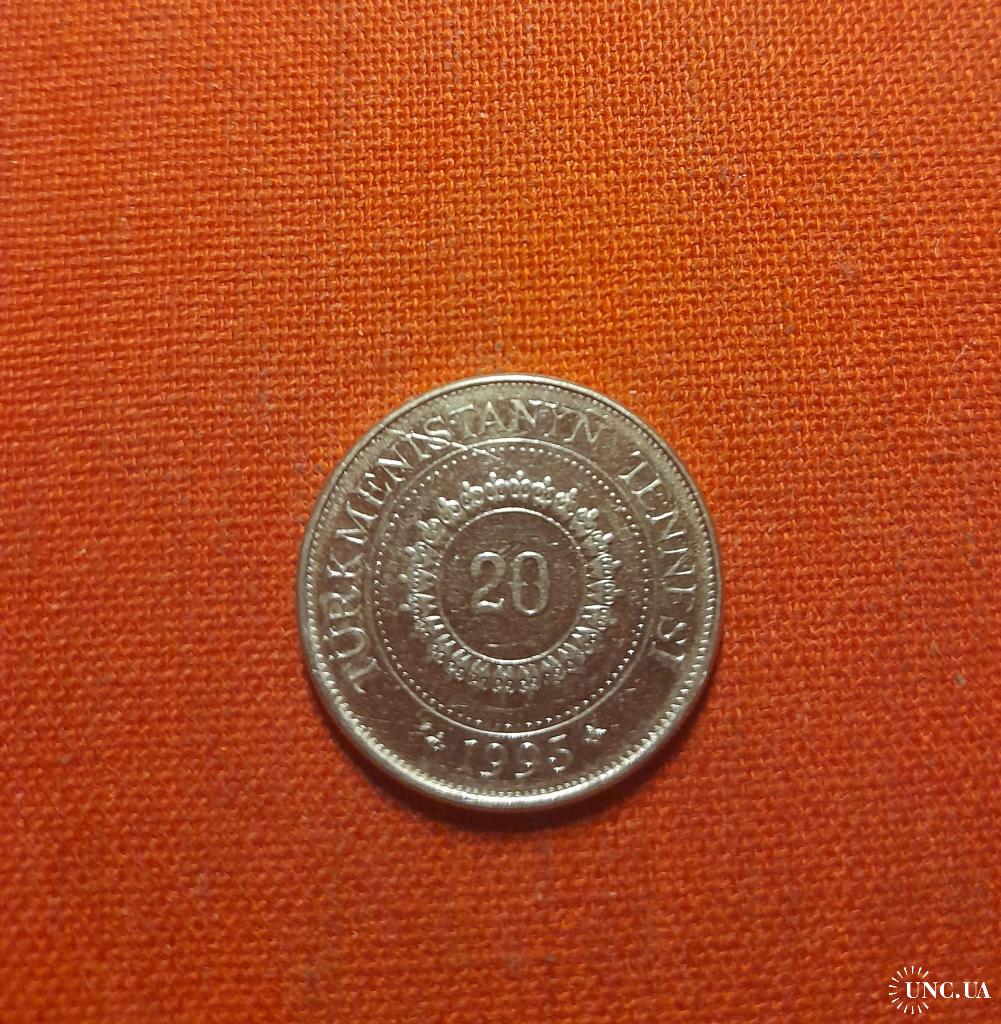 TÜRKMENISTANYŇ TEŇŇESI
20
1993
UNC.UA